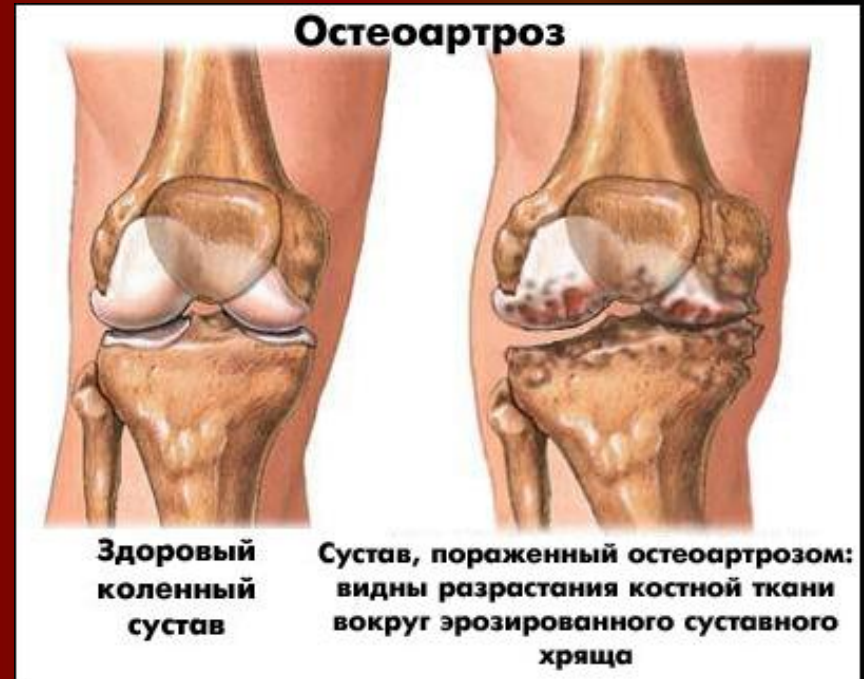 Остеоартроз
Здоровый
коленный
сустав
Сустав, пораженный остеоартрозом:
видны разрастания костной ткани
вокруг эрозированного суставного
хряща